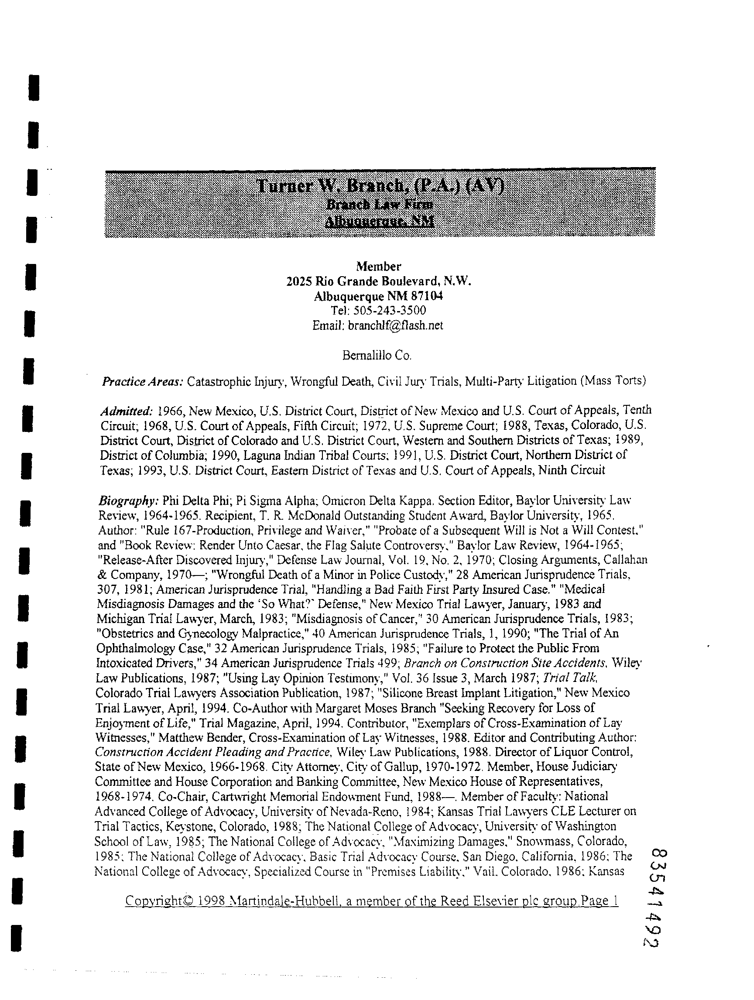 Turner W. Branch, (P.A.) (AV)
Branch Law Firm
Albuquerque, NM
Member
2025 Rio Grande Boulevard, N.W.
Albuquerque NM 87104
Tel: 505-243-3500
Email: branchlf@flash.net
Bernalillo Co.
Practice Areas: Catastrophic Injury, Wrongful Death, Civil Jury Trials, Multi-Party Litigation (Mass Torts)
Admitted: 1966, New Mexico, U.S. District Court, District of New Mexico and U.S. Court of Appeals, Tenth
Circuit; 1968, U.S. Court of Appeals, Fifth Circuit; 1972, U.S. Supreme Court; 1988, Texas, Colorado, U.S.
District Court, District of Colorado and U.S. District Court, Western and Southern Districts of Texas; 1989,
District of Columbia; 1990, Laguna Indian Tribal Courts; 1991, U.S. District Court, Northern District of
Texas; 1993, U.S. District Court, Eastern District of Texas and U.S. Court of Appeals, Ninth Circuit
Biography: Phi Delta Phi; Pi Sigma Alpha; Omicron Delta Kappa. Section Editor, Baylor University Law
Review, 1964-1965. Recipient, T. R. McDonald Outstanding Student Award, Baylor University, 1965.
Author: "Rule 167-Production, Privilege and Waiver," "Probate of a Subsequent Will is Not a Will Contest,"
and "Book Review: Render Unto Caesar, the Flag Salute Controversy," Baylor Law Review, 1964-1965;
"Release-After Discovered Injury," Defense Law Journal, Vol. 19, No. 2, 1970; Closing Arguments, Callahan
& Company, 1970—; "Wrongful Death of a Minor in Police Custody," 28 American Jurisprudence Trials,
307, 1981; American Jurisprudence Trial, "Handling a Bad Faith First Party Insured Case." "Medical
Misdiagnosis Damages and the 'So What?' Defense," New Mexico Trial Lawyer, January, 1983 and
Michigan Trial Lawyer, March, 1983; "Misdiagnosis of Cancer," 30 American Jurisprudence Trials, 1983;
"Obstetrics and Gynecology Malpractice," 40 American Jurisprudence Trials, 1, 1990; "The Trial of An
Ophthalmology Case," 32 American Jurisprudence Trials, 1985; "Failure to Protect the Public From
Intoxicated Drivers," 34 American Jurisprudence Trials 499; Branch on Construction Site Accidents, Wiley
Law Publications, 1987; "Using Lay Opinion Testimony," Vol. 36 Issue 3, March 1987; Trial Talk,
Colorado Trial Lawyers Association Publication, 1987; "Silicone Breast Implant Litigation," New Mexico
Trial Lawyer, April, 1994. Co-Author with Margaret Moses Branch "Seeking Recovery for Loss of
Enjoyment of Life," Trial Magazine, April, 1994. Contributor, "Exemplars of Cross-Examination of Lay
Witnesses," Matthew Bender, Cross-Examination of Lay Witnesses, 1988. Editor and Contributing Author:
Construction Accident Pleading and Practice, Wiley Law Publications, 1988. Director of Liquor Control,
State of New Mexico, 1966-1968. City Attorney, City of Gallup, 1970-1972. Member, House Judiciary
Committee and House Corporation and Banking Committee, New Mexico House of Representatives,
1968-1974. Co-Chair, Cartwright Memorial Endowment Fund, 1988—. Member of Faculty: National
Advanced College of Advocacy, University of Nevada-Reno, 1984; Kansas Trial Lawyers CLE Lecturer on
Trial Tactics, Keystone, Colorado, 1988; The National College of Advocacy, University of Washington
School of Law, 1985; The National College of Advocacy, "Maximizing Damages," Snowmass, Colorado,
1985; The National College of Advocacy, Basic Trial Advocacy Course, San Diego, California, 1986; The
National College of Advocacy, Specialized Course in "Premises Liability," Vail, Colorado, 1986; Kansas
Copyright© 1998 Martindale-Hubbell, a member of the Reed Elsevier plc group Page 1
83541492